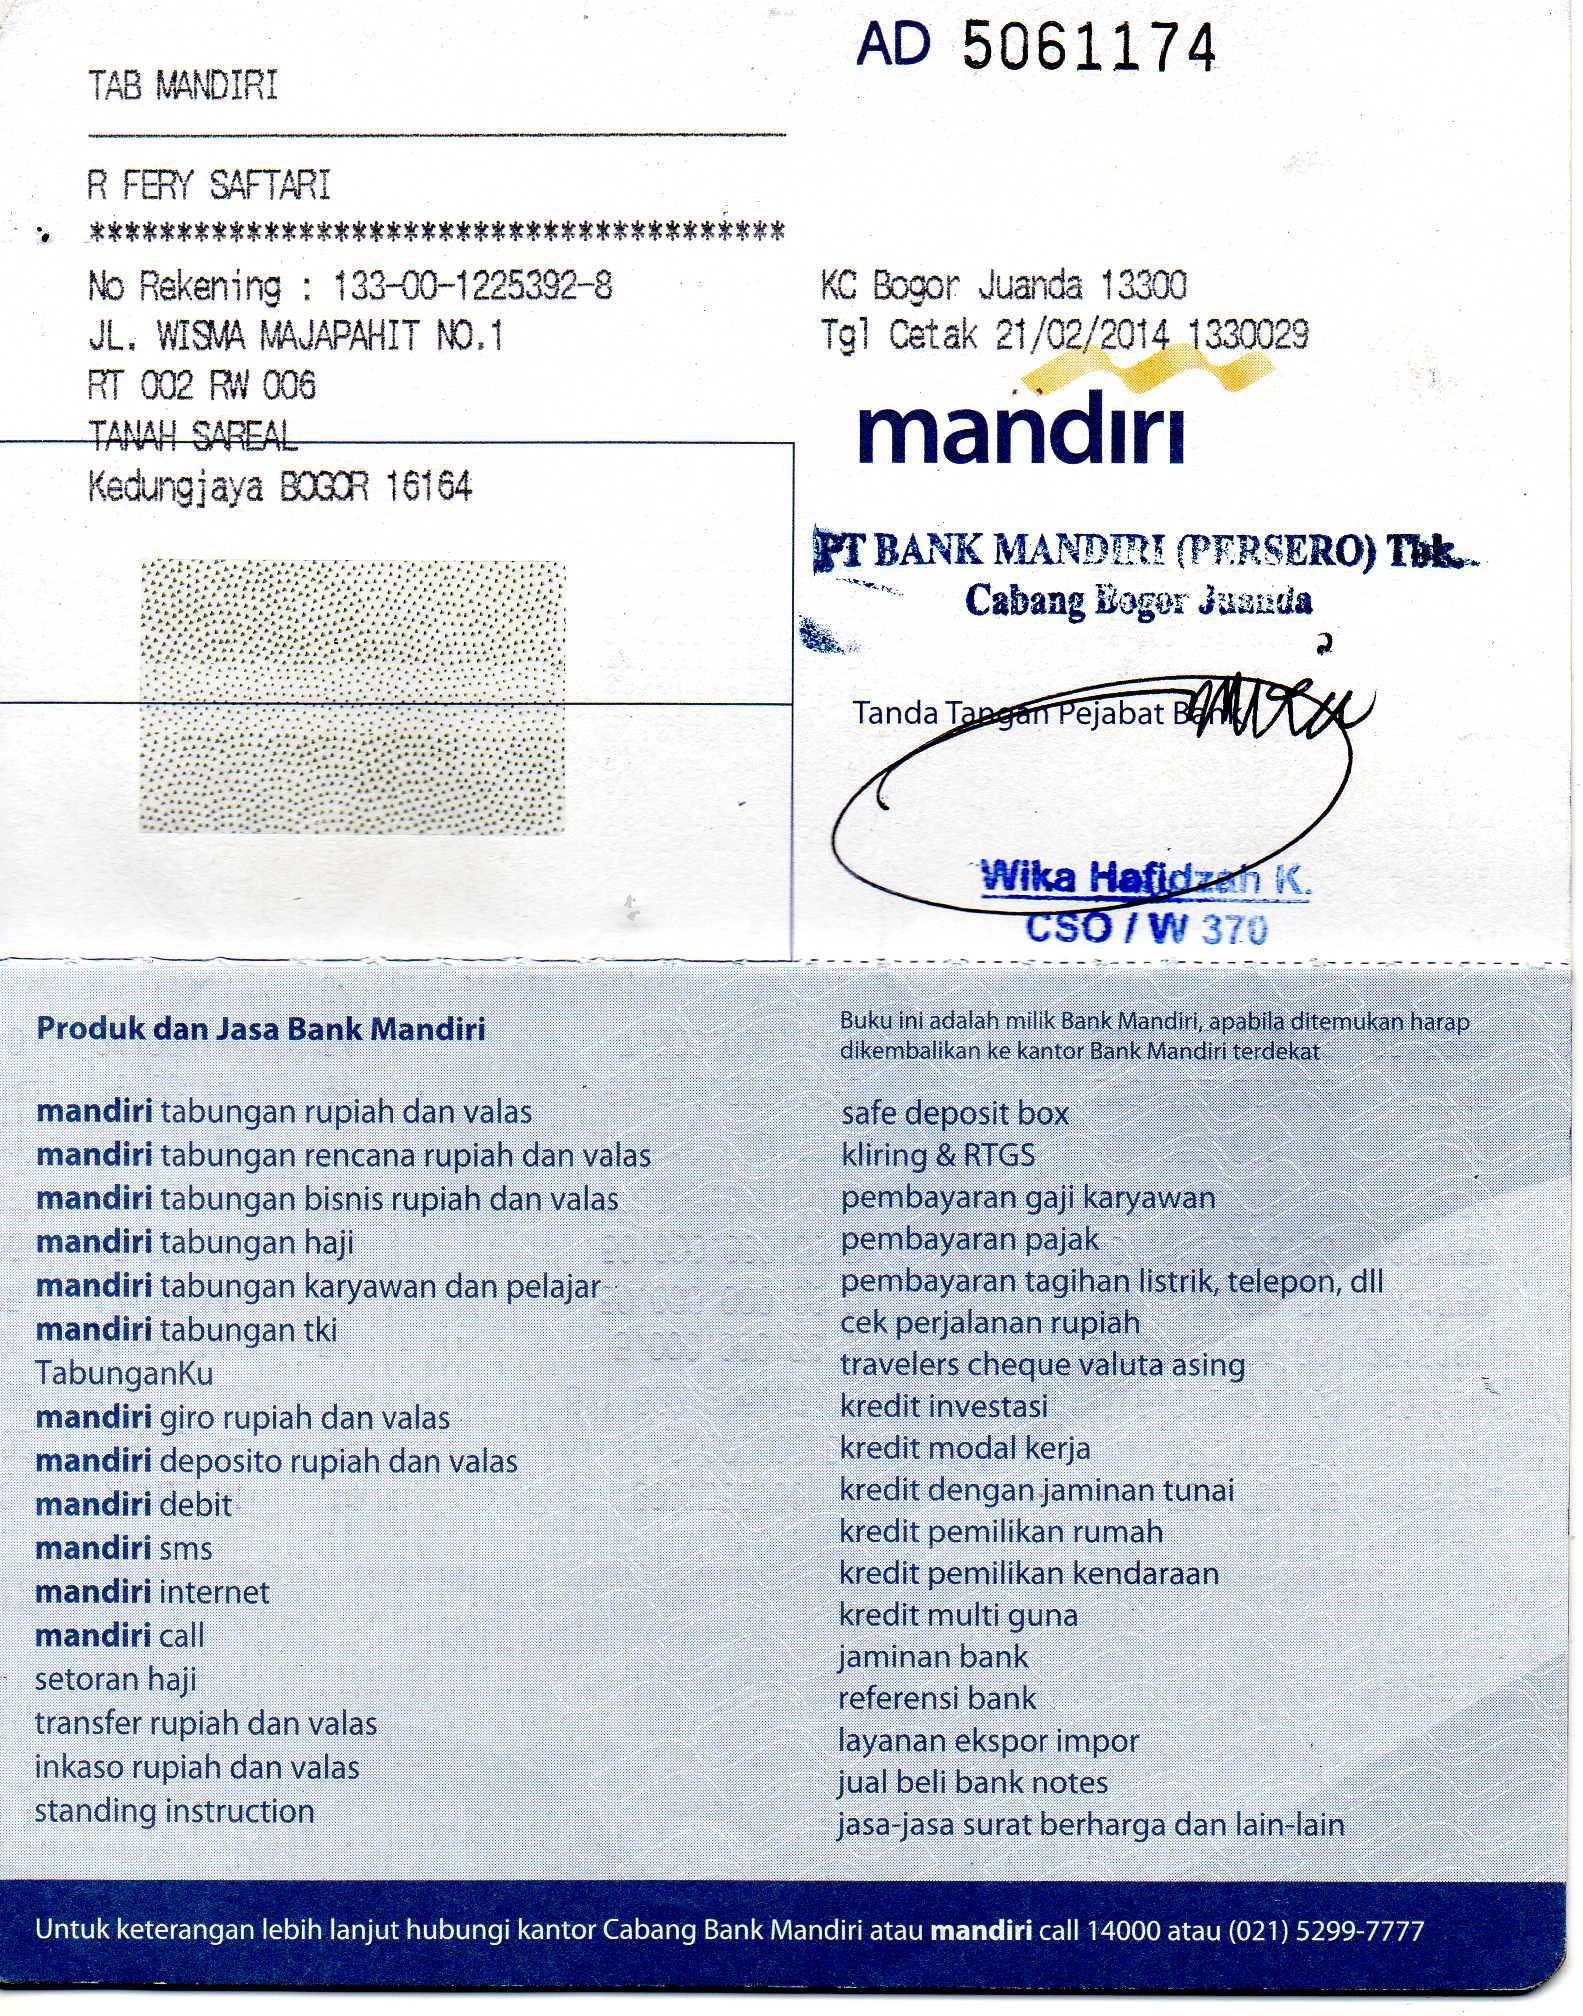 AD 5061174
TAB MANDIRI
R FERY SAFTARI
****************************************
No Rekening : 133-00-1225392-8
JL. WISMA MAJAPAHIT NO.1
RT 002 RW 006
TANAH SAREAL
Kedungjaya BOGOR 16164
KC Bogor Juanda 13300
Tgl Cetak 21/02/2014 1330029
mandiri
PT BANK MANDIRI (PERSERO) Tbk.
Cabang Bogor Juanda
Tanda Tangan Pejabat Bank
Wika Hafidzah K.
CSO / W 370
Produk dan Jasa Bank Mandiri
mandiri tabungan rupiah dan valas
mandiri tabungan rencana rupiah dan valas
mandiri tabungan bisnis rupiah dan valas
mandiri tabungan haji
mandiri tabungan karyawan dan pelajar
mandiri tabungan tki
TabunganKu
mandiri giro rupiah dan valas
mandiri deposito rupiah dan valas
mandiri debit
mandiri sms
mandiri internet
mandiri call
setoran haji
transfer rupiah dan valas
inkaso rupiah dan valas
standing instruction
Buku ini adalah milik Bank Mandiri, apabila ditemukan harap
dikembalikan ke kantor Bank Mandiri terdekat
safe deposit box
kliring & RTGS
pembayaran gaji karyawan
pembayaran pajak
pembayaran tagihan listrik, telepon, dll
cek perjalanan rupiah
travelers cheque valuta asing
kredit investasi
kredit modal kerja
kredit dengan jaminan tunai
kredit pemilikan rumah
kredit pemilikan kendaraan
kredit multi guna
jaminan bank
referensi bank
layanan ekspor impor
jual beli bank notes
jasa-jasa surat berharga dan lain-lain
Untuk keterangan lebih lanjut hubungi kantor Cabang Bank Mandiri atau mandiri call 14000 atau (021) 5299-7777